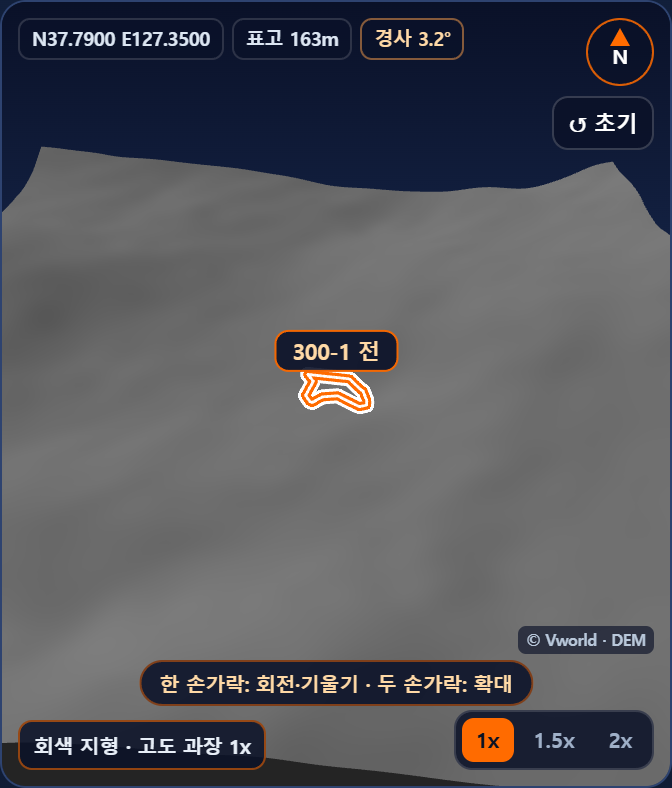 N37.7900 E127.3500
표고 163m
경사 3.2°
N
↺ 초기
300-1 전
© Vworld · DEM
한 손가락: 회전·기울기 · 두 손가락: 확대
회색 지형 · 고도 과장 1x
1x 1.5x 2x